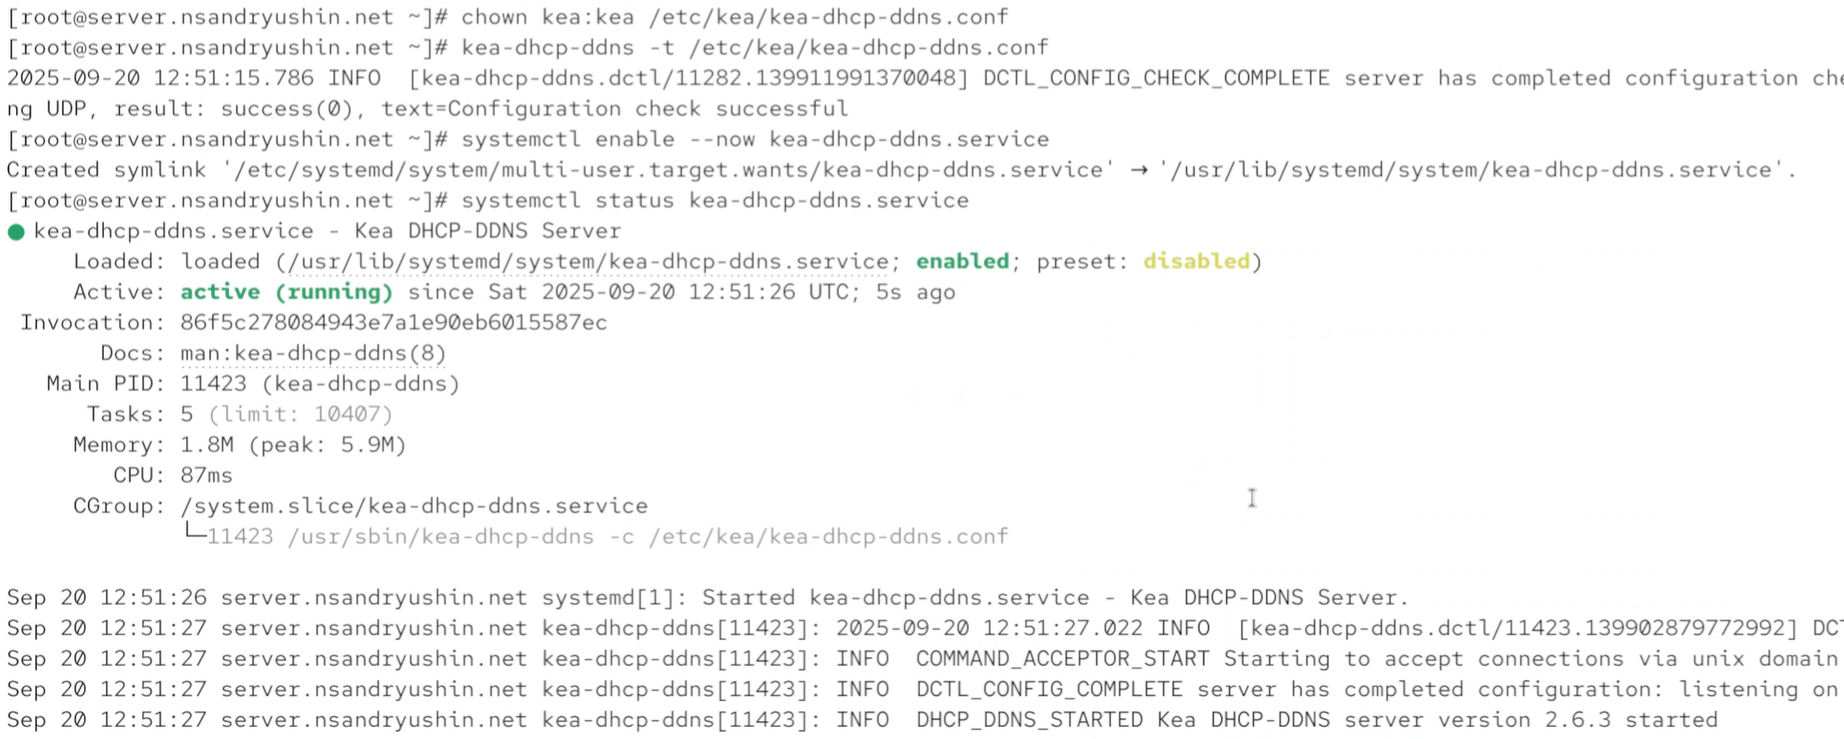 [root@server.nsandryushin.net ~]# chown kea:kea /etc/kea/kea-dhcp-ddns.conf
[root@server.nsandryushin.net ~]# kea-dhcp-ddns -t /etc/kea/kea-dhcp-ddns.conf
2025-09-20 12:51:15.786 INFO  [kea-dhcp-ddns.dctl/11282.139911991370048] DCTL_CONFIG_CHECK_COMPLETE server has completed configuration che
ng UDP, result: success(0), text=Configuration check successful
[root@server.nsandryushin.net ~]# systemctl enable --now kea-dhcp-ddns.service
Created symlink '/etc/systemd/system/multi-user.target.wants/kea-dhcp-ddns.service' → '/usr/lib/systemd/system/kea-dhcp-ddns.service'.
[root@server.nsandryushin.net ~]# systemctl status kea-dhcp-ddns.service
● kea-dhcp-ddns.service - Kea DHCP-DDNS Server
     Loaded: loaded (/usr/lib/systemd/system/kea-dhcp-ddns.service; enabled; preset: disabled)
     Active: active (running) since Sat 2025-09-20 12:51:26 UTC; 5s ago
 Invocation: 86f5c278084943e7a1e90eb6015587ec
       Docs: man:kea-dhcp-ddns(8)
   Main PID: 11423 (kea-dhcp-ddns)
      Tasks: 5 (limit: 10407)
     Memory: 1.8M (peak: 5.9M)
        CPU: 87ms
     CGroup: /system.slice/kea-dhcp-ddns.service
             └─11423 /usr/sbin/kea-dhcp-ddns -c /etc/kea/kea-dhcp-ddns.conf
Sep 20 12:51:26 server.nsandryushin.net systemd[1]: Started kea-dhcp-ddns.service - Kea DHCP-DDNS Server.
Sep 20 12:51:27 server.nsandryushin.net kea-dhcp-ddns[11423]: 2025-09-20 12:51:27.022 INFO  [kea-dhcp-ddns.dctl/11423.139902879772992] DCT
Sep 20 12:51:27 server.nsandryushin.net kea-dhcp-ddns[11423]: INFO  COMMAND_ACCEPTOR_START Starting to accept connections via unix domain
Sep 20 12:51:27 server.nsandryushin.net kea-dhcp-ddns[11423]: INFO  DCTL_CONFIG_COMPLETE server has completed configuration: listening on
Sep 20 12:51:27 server.nsandryushin.net kea-dhcp-ddns[11423]: INFO  DHCP_DDNS_STARTED Kea DHCP-DDNS server version 2.6.3 started